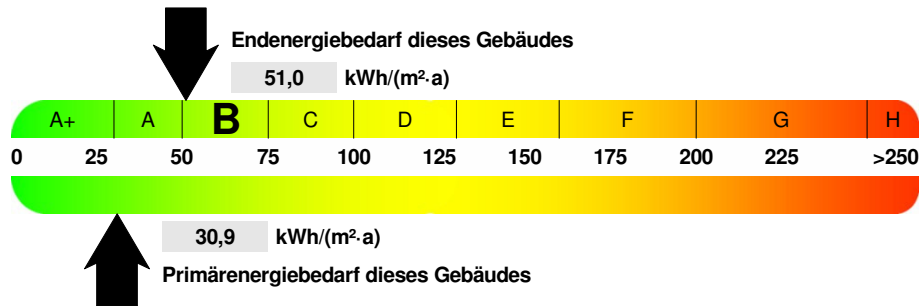 Endenergiebedarf dieses Gebäudes
51,0 kWh/(m²·a)
A+ A B C D E F G H
0 25 50 75 100 125 150 175 200 225 >250
30,9 kWh/(m²·a)
Primärenergiebedarf dieses Gebäudes